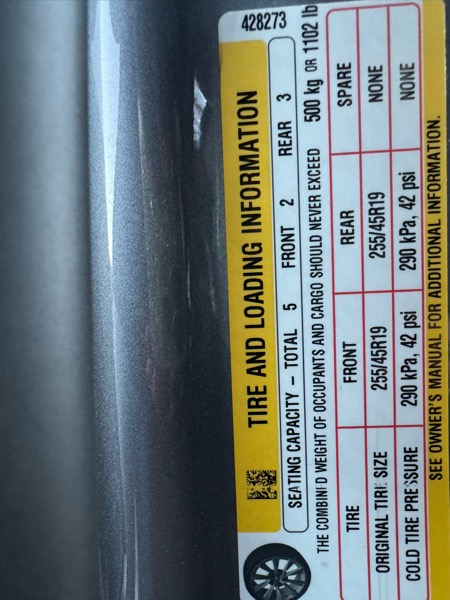 428273
TIRE AND LOADING INFORMATION
SEATING CAPACITY – TOTAL 5 FRONT 2 REAR 3
THE COMBINED WEIGHT OF OCCUPANTS AND CARGO SHOULD NEVER EXCEED 500 kg OR 1102 lb
TIRE FRONT REAR SPARE
ORIGINAL TIRE SIZE 255/45R19 255/45R19 NONE
COLD TIRE PRESSURE 290 kPa, 42 psi 290 kPa, 42 psi NONE
SEE OWNER'S MANUAL FOR ADDITIONAL INFORMATION.